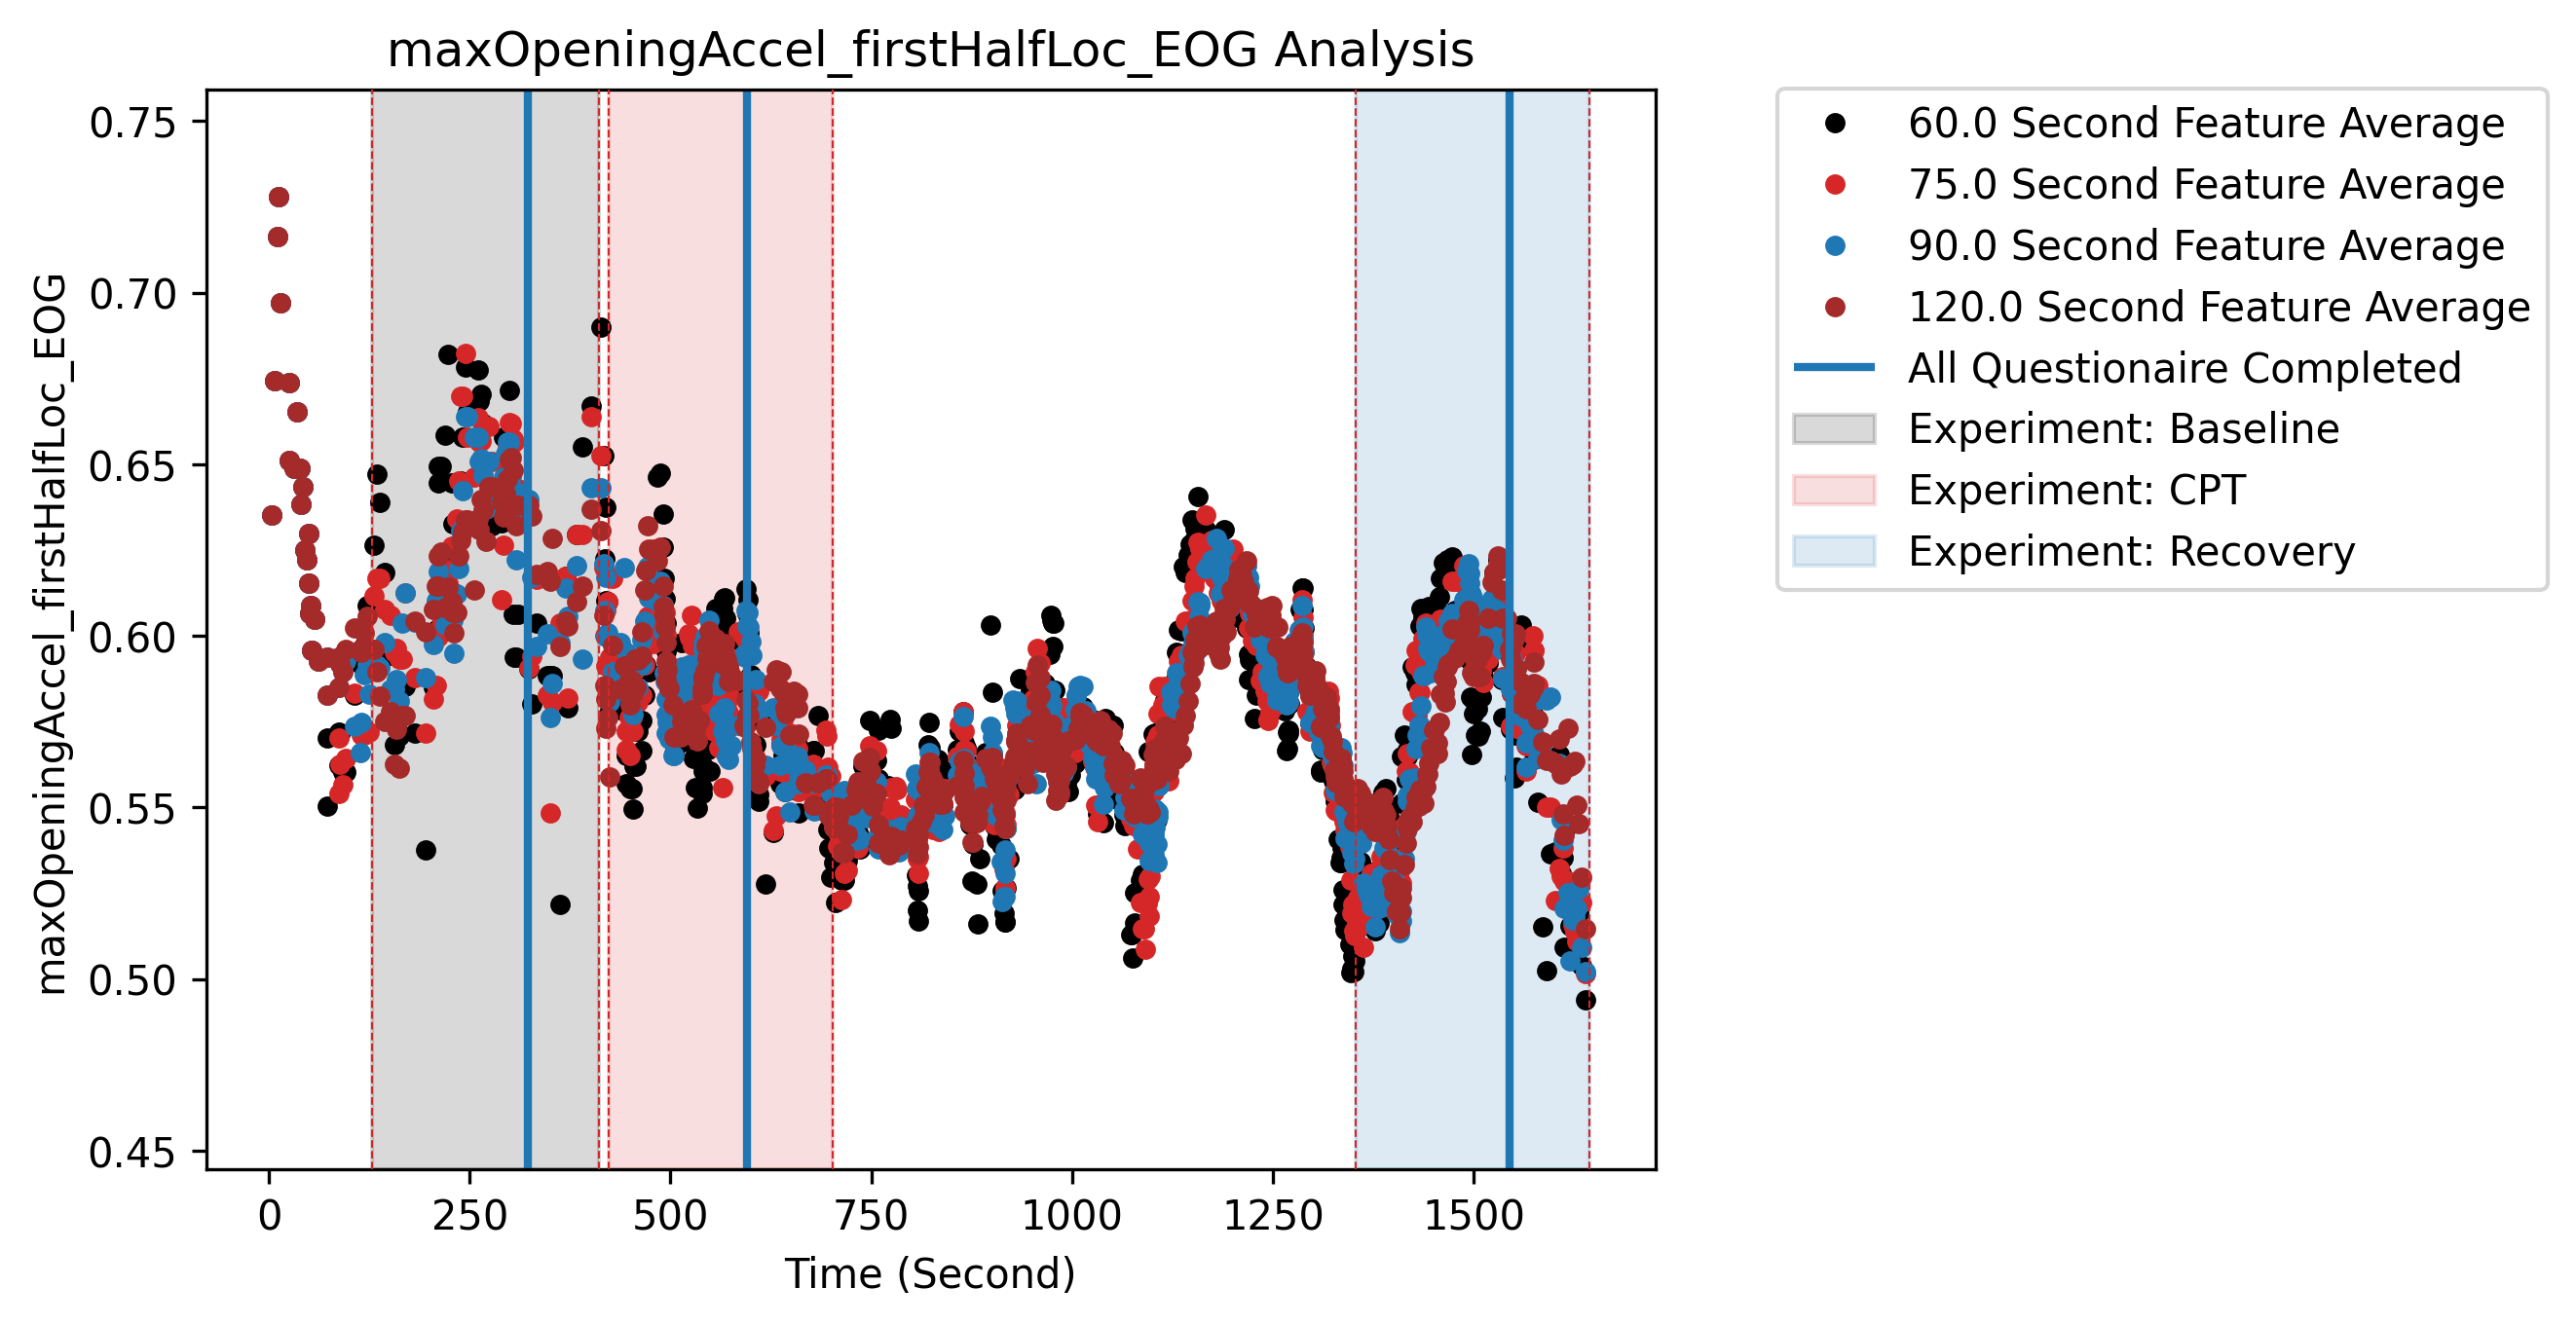 maxOpeningAccel_firstHalfLoc_EOG Analysis
maxOpeningAccel_firstHalfLoc_EOG
0.75
0.70
0.65
0.60
0.55
0.50
0.45
0
250
500
750
1000
1250
1500
Time (Second)
60.0 Second Feature Average
75.0 Second Feature Average
90.0 Second Feature Average
120.0 Second Feature Average
All Questionaire Completed
Experiment: Baseline
Experiment: CPT
Experiment: Recovery